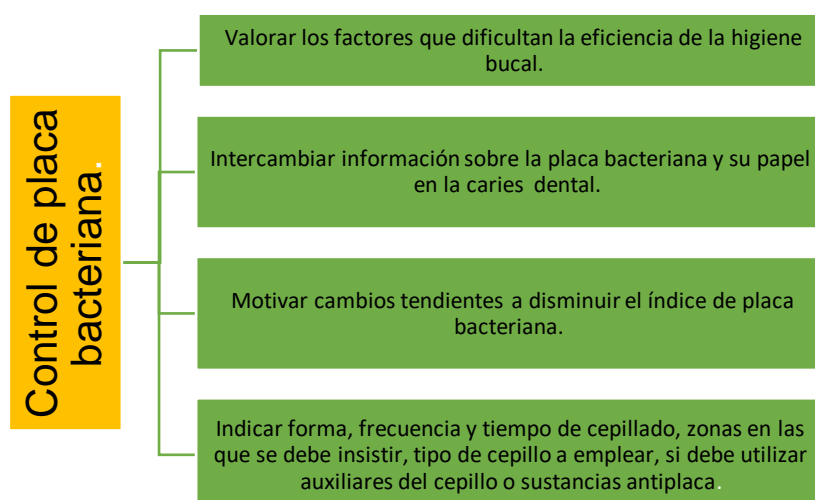 Control de placa
bacteriana.
Valorar los factores que dificultan la eficiencia de la higiene
bucal.
Intercambiar información sobre la placa bacteriana y su papel
en la caries dental.
Motivar cambios tendientes a disminuir el índice de placa
bacteriana.
Indicar forma, frecuencia y tiempo de cepillado, zonas en las
que se debe insistir, tipo de cepillo a emplear, si debe utilizar
auxiliares del cepillo o sustancias antiplaca.